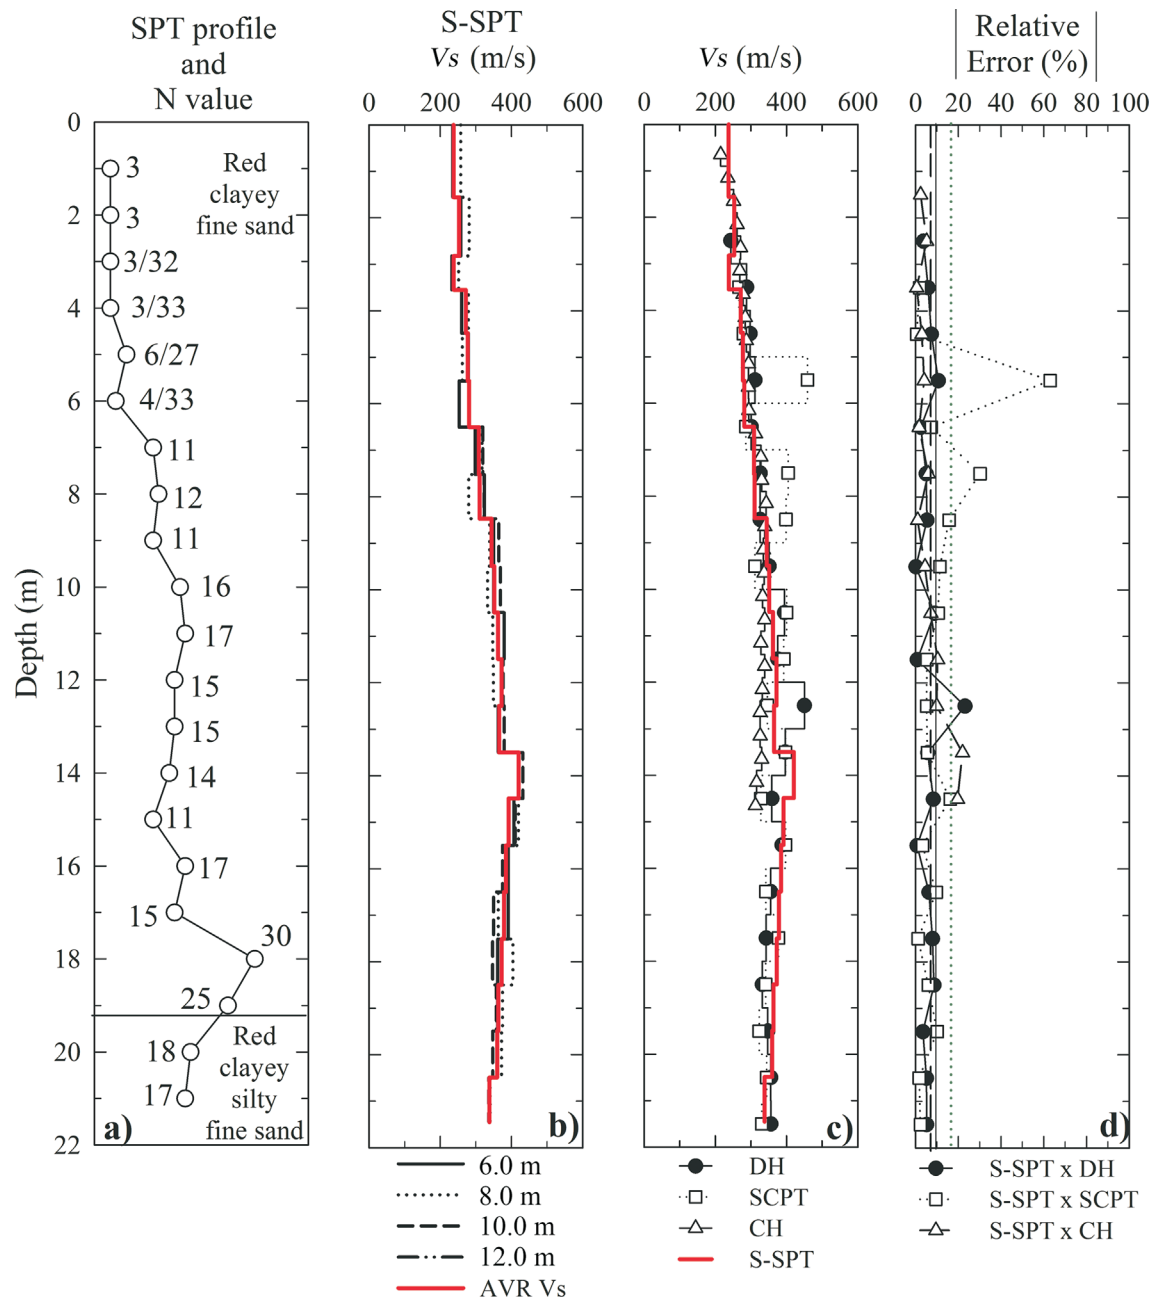 SPT profile
and
N value
S-SPT
Vs (m/s)
Vs (m/s)
Relative
Error (%)
0 200 400 600
0 200 400 600
0 20 40 60 80 100
Depth (m)
0
2
4
6
8
10
12
14
16
18
20
22
Red
clayey
fine sand
3
3
3/32
3/33
6/27
4/33
11
12
11
16
17
15
15
14
11
17
15
30
25
18
17
Red
clayey
silty
fine sand
a)
b)
c)
d)
6.0 m
8.0 m
10.0 m
12.0 m
AVR Vs
DH
SCPT
CH
S-SPT
S-SPT x DH
S-SPT x SCPT
S-SPT x CH